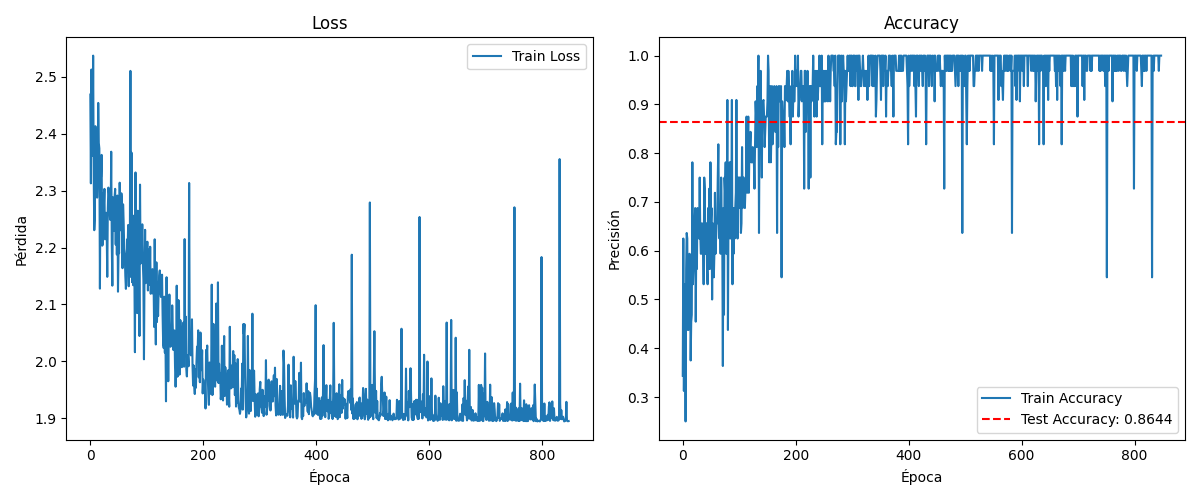 Loss
Train Loss
2.5
2.4
2.3
2.2
2.1
2.0
1.9
Pérdida
0 200 400 600 800
Época
Accuracy
1.0
0.9
0.8
0.7
0.6
0.5
0.4
0.3
Precisión
Train Accuracy
Test Accuracy: 0.8644
0 200 400 600 800
Época